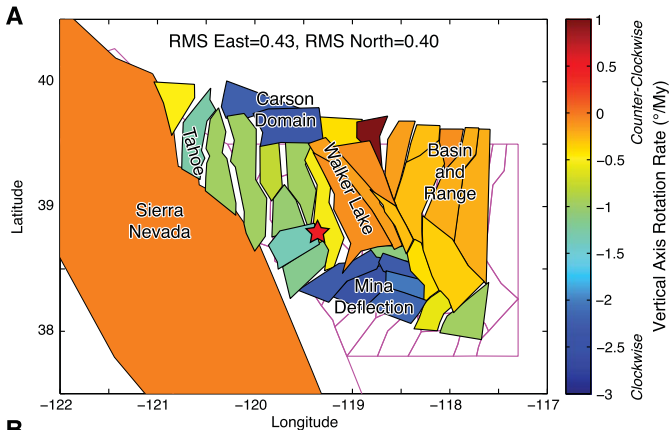 A
RMS East=0.43, RMS North=0.40
Carson
Domain
Tahoe
Walker Lake
Basin
and
Range
Sierra
Nevada
Mina
Deflection
Latitude
40
39
38
−122
−121
−120
−119
−118
−117
Longitude
1
0.5
0
−0.5
−1
−1.5
−2
−2.5
−3
Counter-Clockwise
Clockwise
Vertical Axis Rotation Rate (°/My)
B